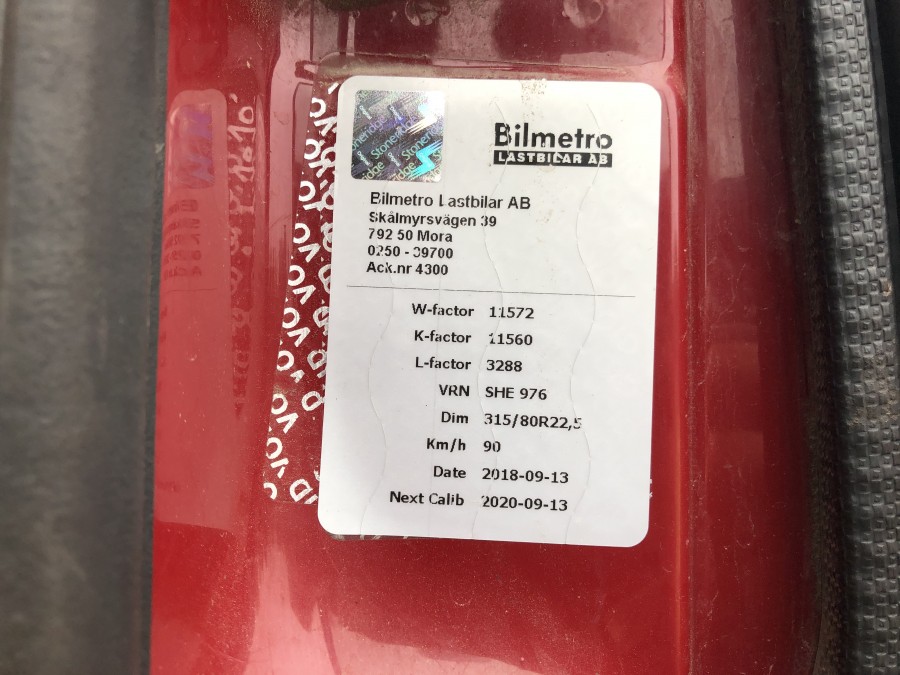 Stoneridge
Bilmetro
LASTBILAR AB
Bilmetro Lastbilar AB
Skålmyrsvägen 39
792 50 Mora
0250 - 39700
Ack.nr 4300
W-factor 11572
K-factor 11560
L-factor 3288
VRN SHE 976
Dim 315/80R22,5
Km/h 90
Date 2018-09-13
Next Calib 2020-09-13